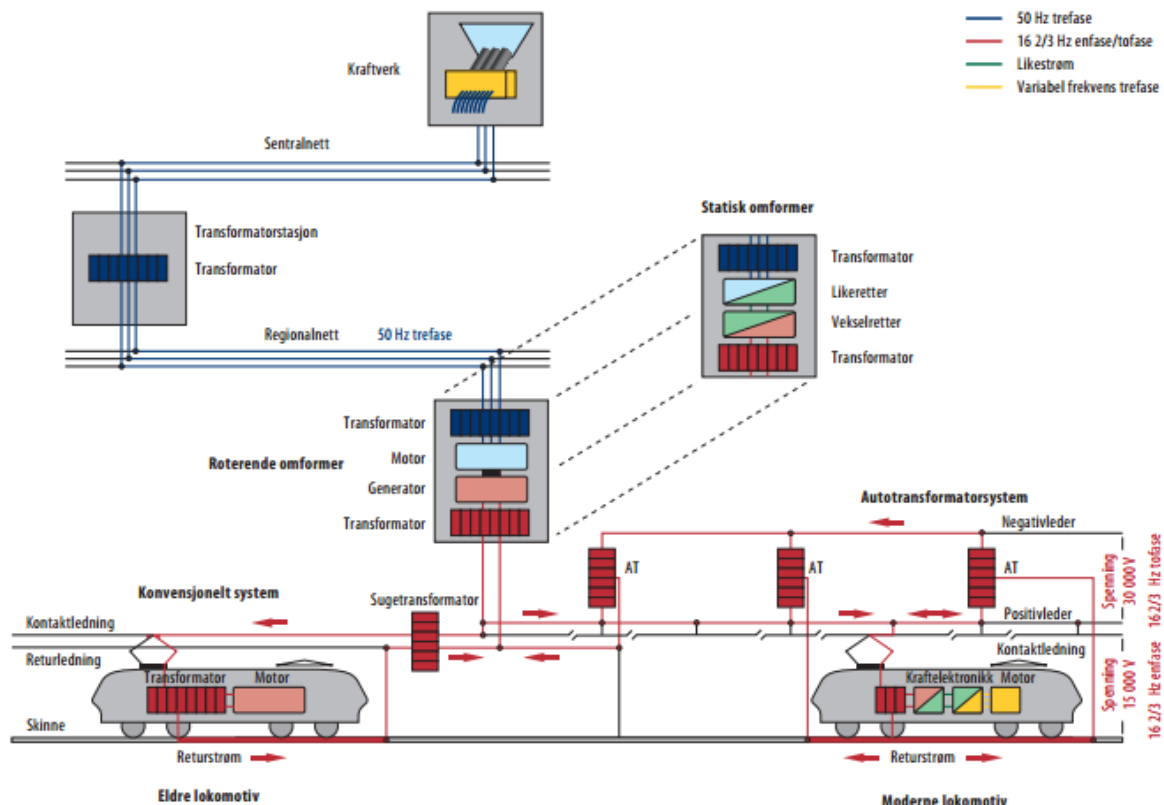 50 Hz trefase
16 2/3 Hz enfase/tofase
Likestrøm
Variabel frekvens trefase
Kraftverk
Sentralnett
Transformatorstasjon
Transformator
Statisk omformer
Transformator
Likeretter
Vekselretter
Transformator
Regionalnett 50 Hz trefase
Transformator
Motor
Roterende omformer
Generator
Transformator
Autotransformatorsystem
Negativleder
AT
AT
AT
Spenning
30 000 V
16 2/3 Hz tofase
Konvensjonelt system
Sugetransformator
Kontaktledning
Positivleder
Returledning
Kontaktledning
Transformator Motor
Kraftelektronikk Motor
Spenning
15 000 V
16 2/3 Hz enfase
Skinne
Returstrøm
Returstrøm
Eldre lokomotiv
Moderne lokomotiv